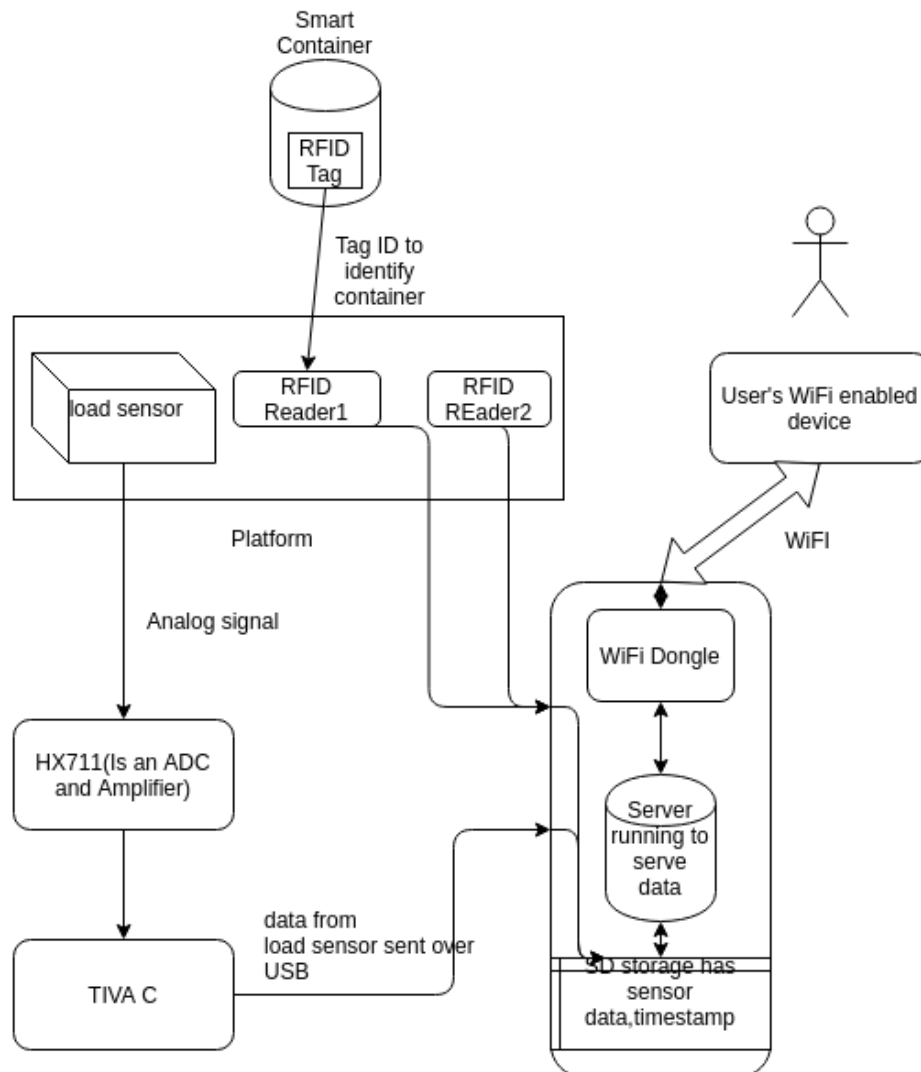 Smart
Container
RFID
Tag
Tag ID to
identify
container
load sensor
RFID
Reader1
RFID
REader2
User's WiFi enabled
device
Platform
WiFI
Analog signal
WiFi Dongle
HX711(Is an ADC
and Amplifier)
Server
running to
serve
data
data from
load sensor sent over
USB
TIVA C
SD storage has
sensor
data,timestamp